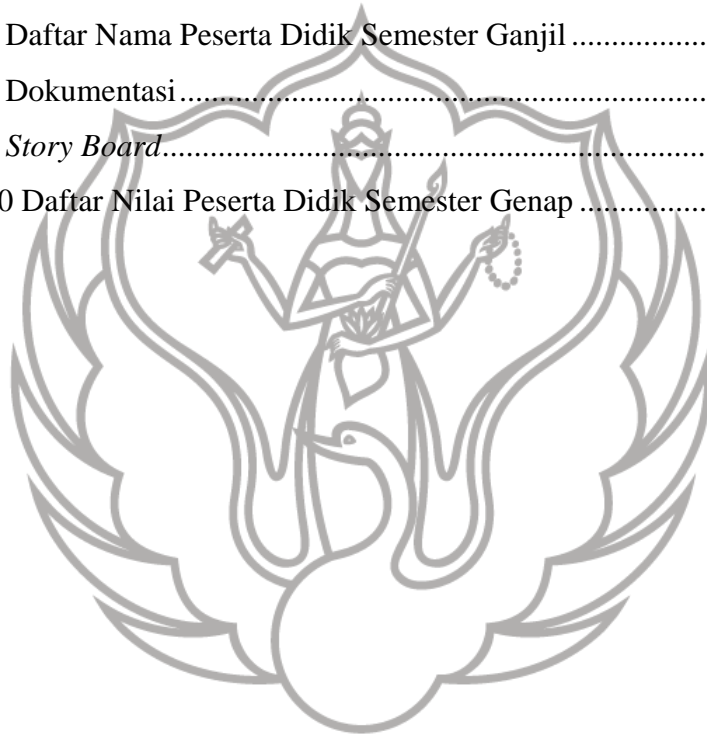 Daftar Nama Peserta Didik Semester Ganjil ................
Dokumentasi..................................................................
Story Board....................................................................
0 Daftar Nilai Peserta Didik Semester Genap ...............